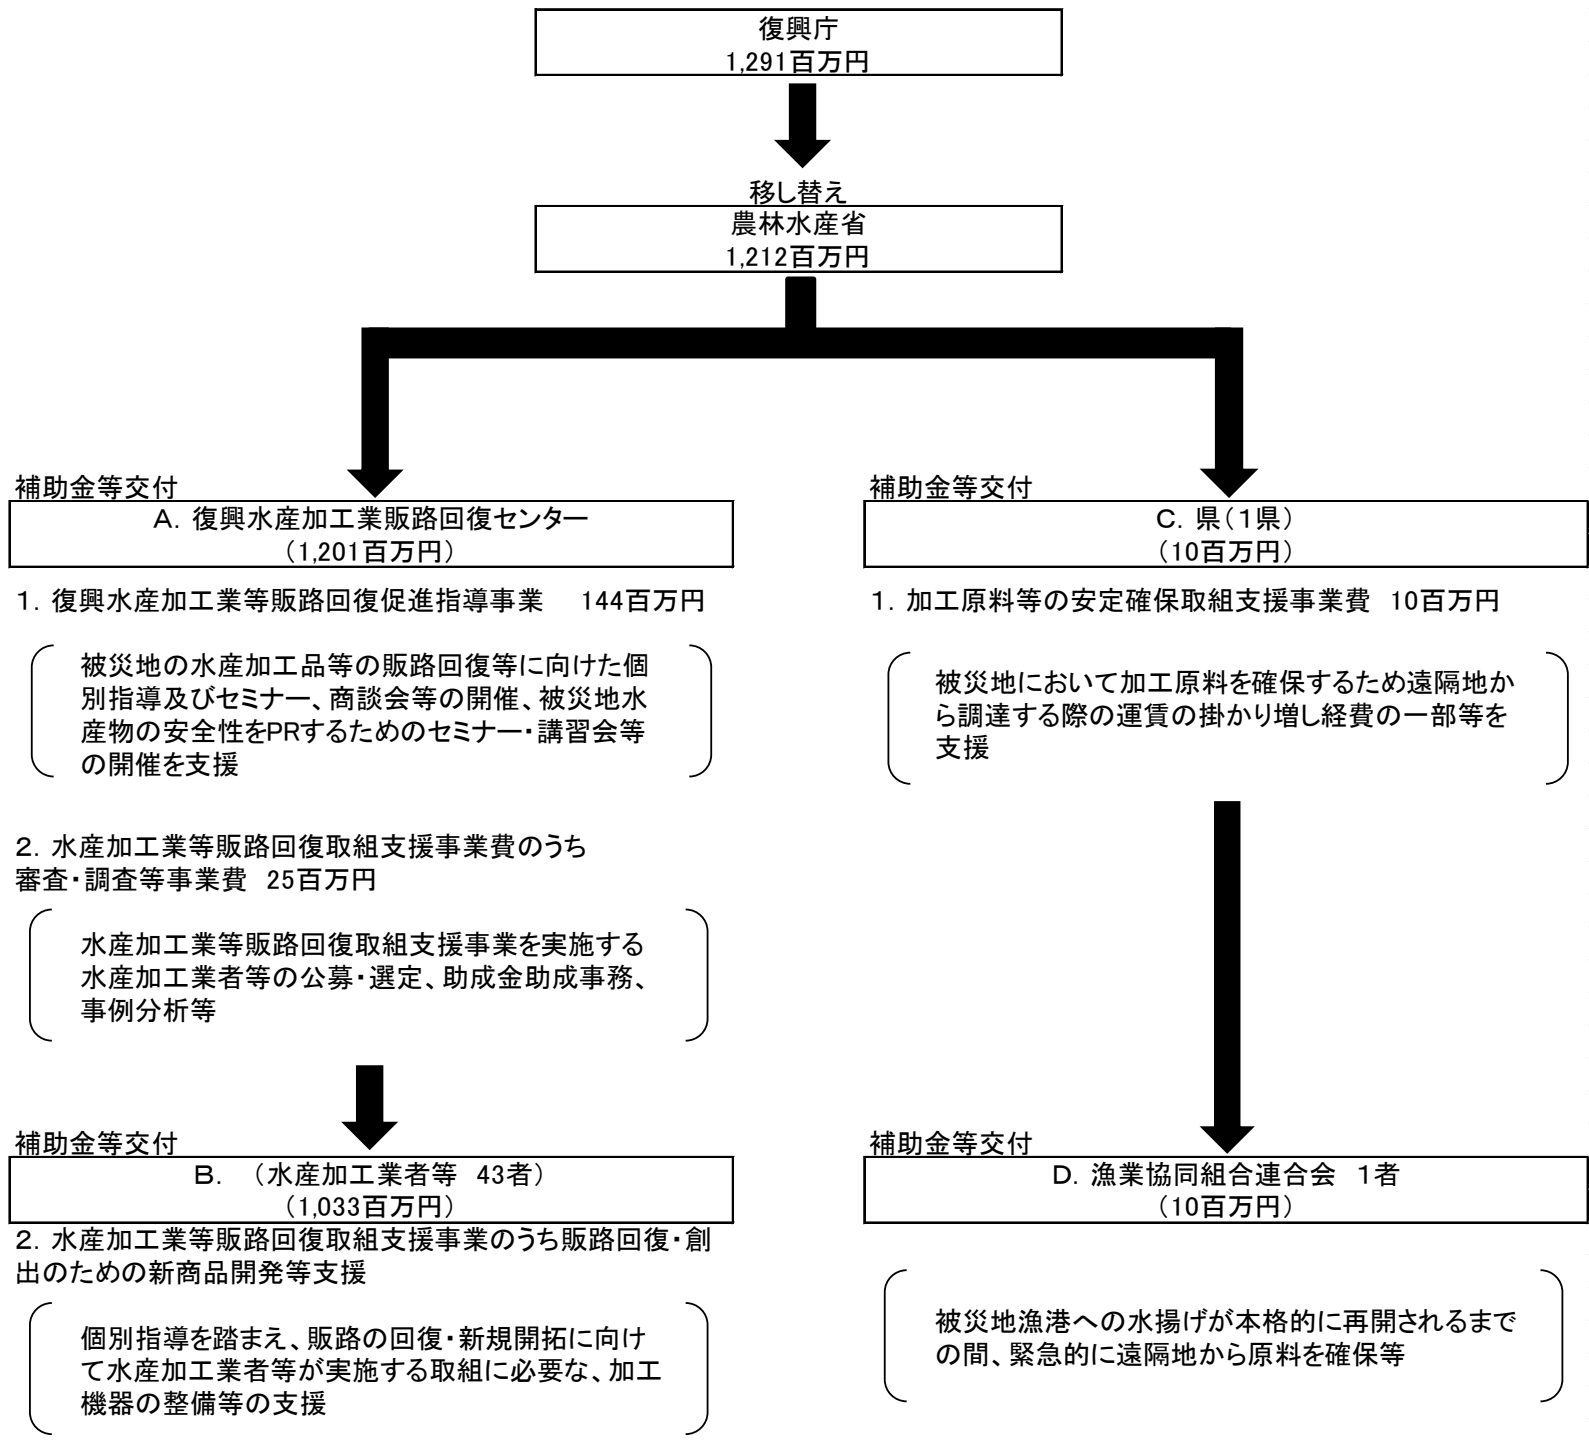 復興庁
1,291百万円
移し替え
農林水産省
1,212百万円
補助金等交付
A．復興水産加工業販路回復センター
（1,201百万円）
1．復興水産加工業等販路回復促進指導事業　144百万円
被災地の水産加工品等の販路回復等に向けた個
別指導及びセミナー、商談会等の開催、被災地水
産物の安全性をPRするためのセミナー・講習会等
の開催を支援
2．水産加工業等販路回復取組支援事業費のうち
審査・調査等事業費　25百万円
水産加工業等販路回復取組支援事業を実施する
水産加工業者等の公募・選定、助成金助成事務、
事例分析等
補助金等交付
B．　（水産加工業者等　43者）
（1,033百万円）
2．水産加工業等販路回復取組支援事業のうち販路回復・創
出のための新商品開発等支援
個別指導を踏まえ、販路の回復・新規開拓に向け
て水産加工業者等が実施する取組に必要な、加工
機器の整備等の支援
補助金等交付
C．県（1県）
（10百万円）
1．加工原料等の安定確保取組支援事業費　10百万円
被災地において加工原料を確保するため遠隔地か
ら調達する際の運賃の掛かり増し経費の一部等を
支援
補助金等交付
D．漁業協同組合連合会　1者
（10百万円）
被災地漁港への水揚げが本格的に再開されるまで
の間、緊急的に遠隔地から原料を確保等